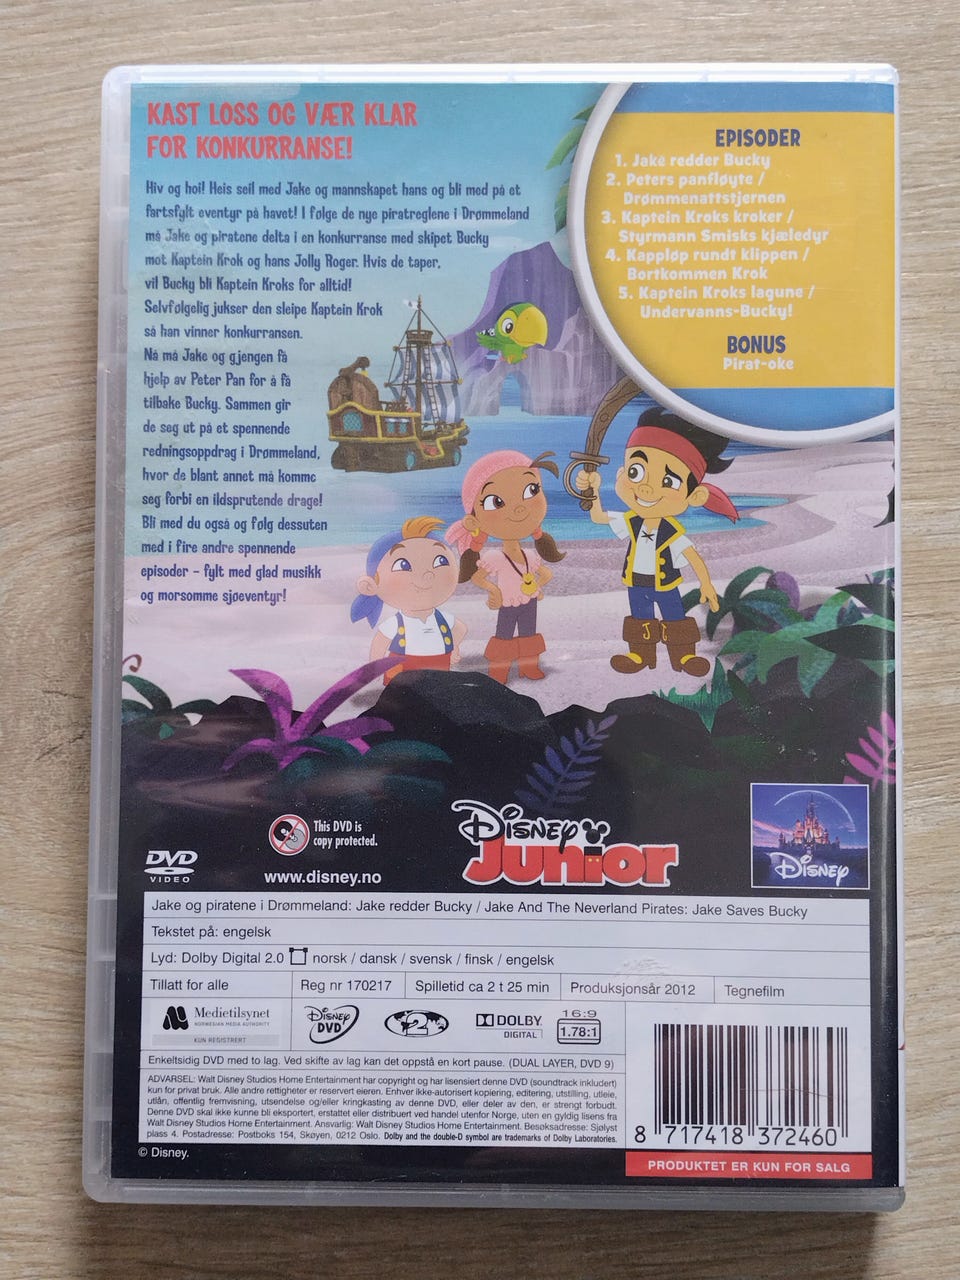 KAST LOSS OG VÆR KLAR
FOR KONKURRANSE!
Hiv og hoi! Heis seil med Jake og mannskapet hans og bli med på et
fartsfylt eventyr på havet! I følge de nye piratreglene i Drømmeland
må Jake og piratene delta i en konkurranse med skipet Bucky
mot Kaptein Krok og hans Jolly Roger. Hvis de taper,
vil Bucky bli Kaptein Kroks for alltid!
Selvfølgelig jukser den sleipe Kaptein Krok
så han vinner konkurransen.
Nå må Jake og gjengen få
hjelp av Peter Pan for å få
tilbake Bucky. Sammen gir
de seg ut på et spennende
redningsoppdrag i Drømmeland,
hvor de blant annet må komme
seg forbi en ildsprutende drage!
Bli med du også og følg dessuten
med i fire andre spennende
episoder – fylt med glad musikk
og morsomme sjøeventyr!
EPISODER
1. Jake redder Bucky
2. Peters panfløyte /
Drømmenattstjernen
3. Kaptein Kroks kroker /
Styrmann Smisks kjæledyr
4. Kappløp rundt klippen /
Bortkommen Krok
5. Kaptein Kroks lagune /
Undervanns-Bucky!
BONUS
Pirat-oke
DVD
VIDEO
This DVD is
copy protected.
www.disney.no
Disney
Junior
Disney
Jake og piratene i Drømmeland: Jake redder Bucky / Jake And The Neverland Pirates: Jake Saves Bucky
Tekstet på: engelsk
Lyd: Dolby Digital 2.0 norsk / dansk / svensk / finsk / engelsk
Tillatt for alle
Reg nr 170217
Spilletid ca 2 t 25 min
Produksjonsår 2012
Tegnefilm
Medietilsynet
NORWEGIAN MEDIA AUTHORITY
KUN REGISTRERT
Disney
DVD
2
DOLBY
DIGITAL
16:9
1.78:1
Enkeltsidig DVD med to lag. Ved skifte av lag kan det oppstå en kort pause. (DUAL LAYER, DVD 9)
ADVARSEL: Walt Disney Studios Home Entertainment har copyright og har lisensiert denne DVD (soundtrack inkludert)
kun for privat bruk. Alle andre rettigheter er reservert eieren. Enhver ikke-autorisert kopiering, editering, utstilling, utleie,
utlån, offentlig fremvisning, utsendelse og/eller kringkasting av denne DVD, eller deler av den, er strengt forbudt.
Denne DVD skal ikke kunne bli eksportert, erstattet eller distribuert ved handel utenfor Norge, uten en gyldig lisens fra
Walt Disney Studios Home Entertainment. Ansvarlig: Walt Disney Studios Home Entertainment. Besøksadresse: Sjølyst
plass 4. Postadresse: Postboks 154, Skøyen, 0212 Oslo. Dolby and the double-D symbol are trademarks of Dolby Laboratories.
8 717418 372460
© Disney.
PRODUKTET ER KUN FOR SALG